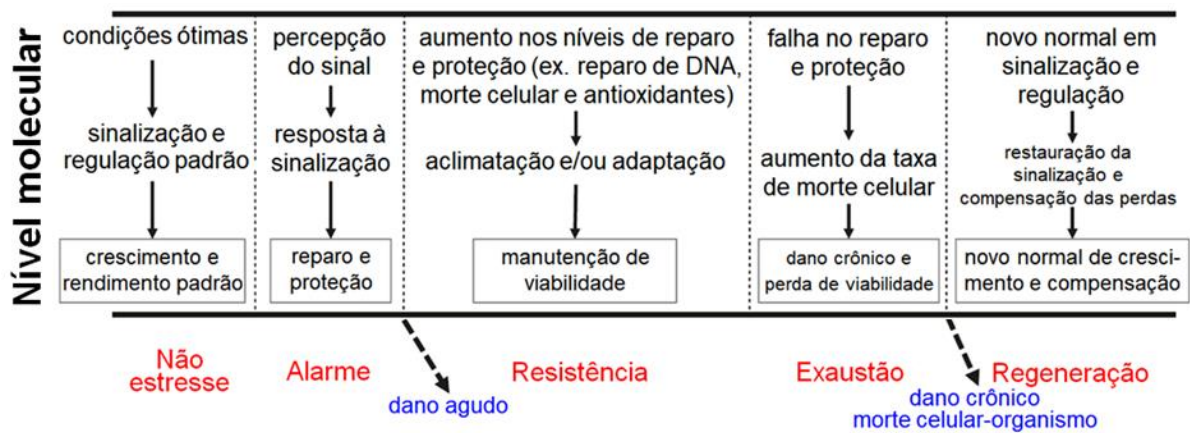 Nível molecular
condições ótimas
sinalização e
regulação padrão
crescimento e
rendimento padrão
percepção
do sinal
resposta à
sinalização
reparo e
proteção
aumento nos níveis de reparo
e proteção (ex. reparo de DNA,
morte celular e antioxidantes)
aclimatação e/ou adaptação
manutenção de
viabilidade
falha no reparo
e proteção
aumento da taxa
de morte celular
dano crônico e
perda de viabilidade
novo normal em
sinalização e
regulação
restauração da
sinalização e
compensação das perdas
novo normal de cresci-
mento e compensação
Não
estresse
Alarme
dano agudo
Resistência
Exaustão
Regeneração
dano crônico
morte celular-organismo